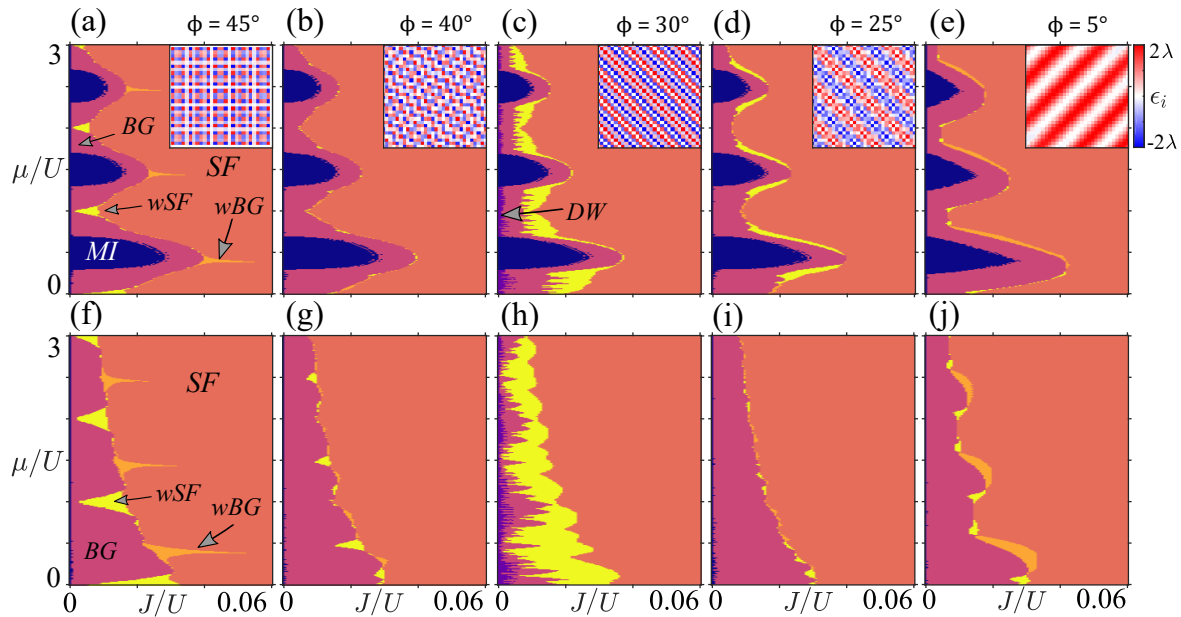 (a) ϕ = 45° (b) ϕ = 40° (c) ϕ = 30° (d) ϕ = 25° (e) ϕ = 5°
3
2λ
ϵi
-2λ
BG
μ/U
SF
wSF
wBG
DW
MI
0
(f) (g) (h) (i) (j)
3
SF
μ/U
wSF
wBG
BG
0
0 J/U 0.06 0 J/U 0.06 0 J/U 0.06 0 J/U 0.06 0 J/U 0.06